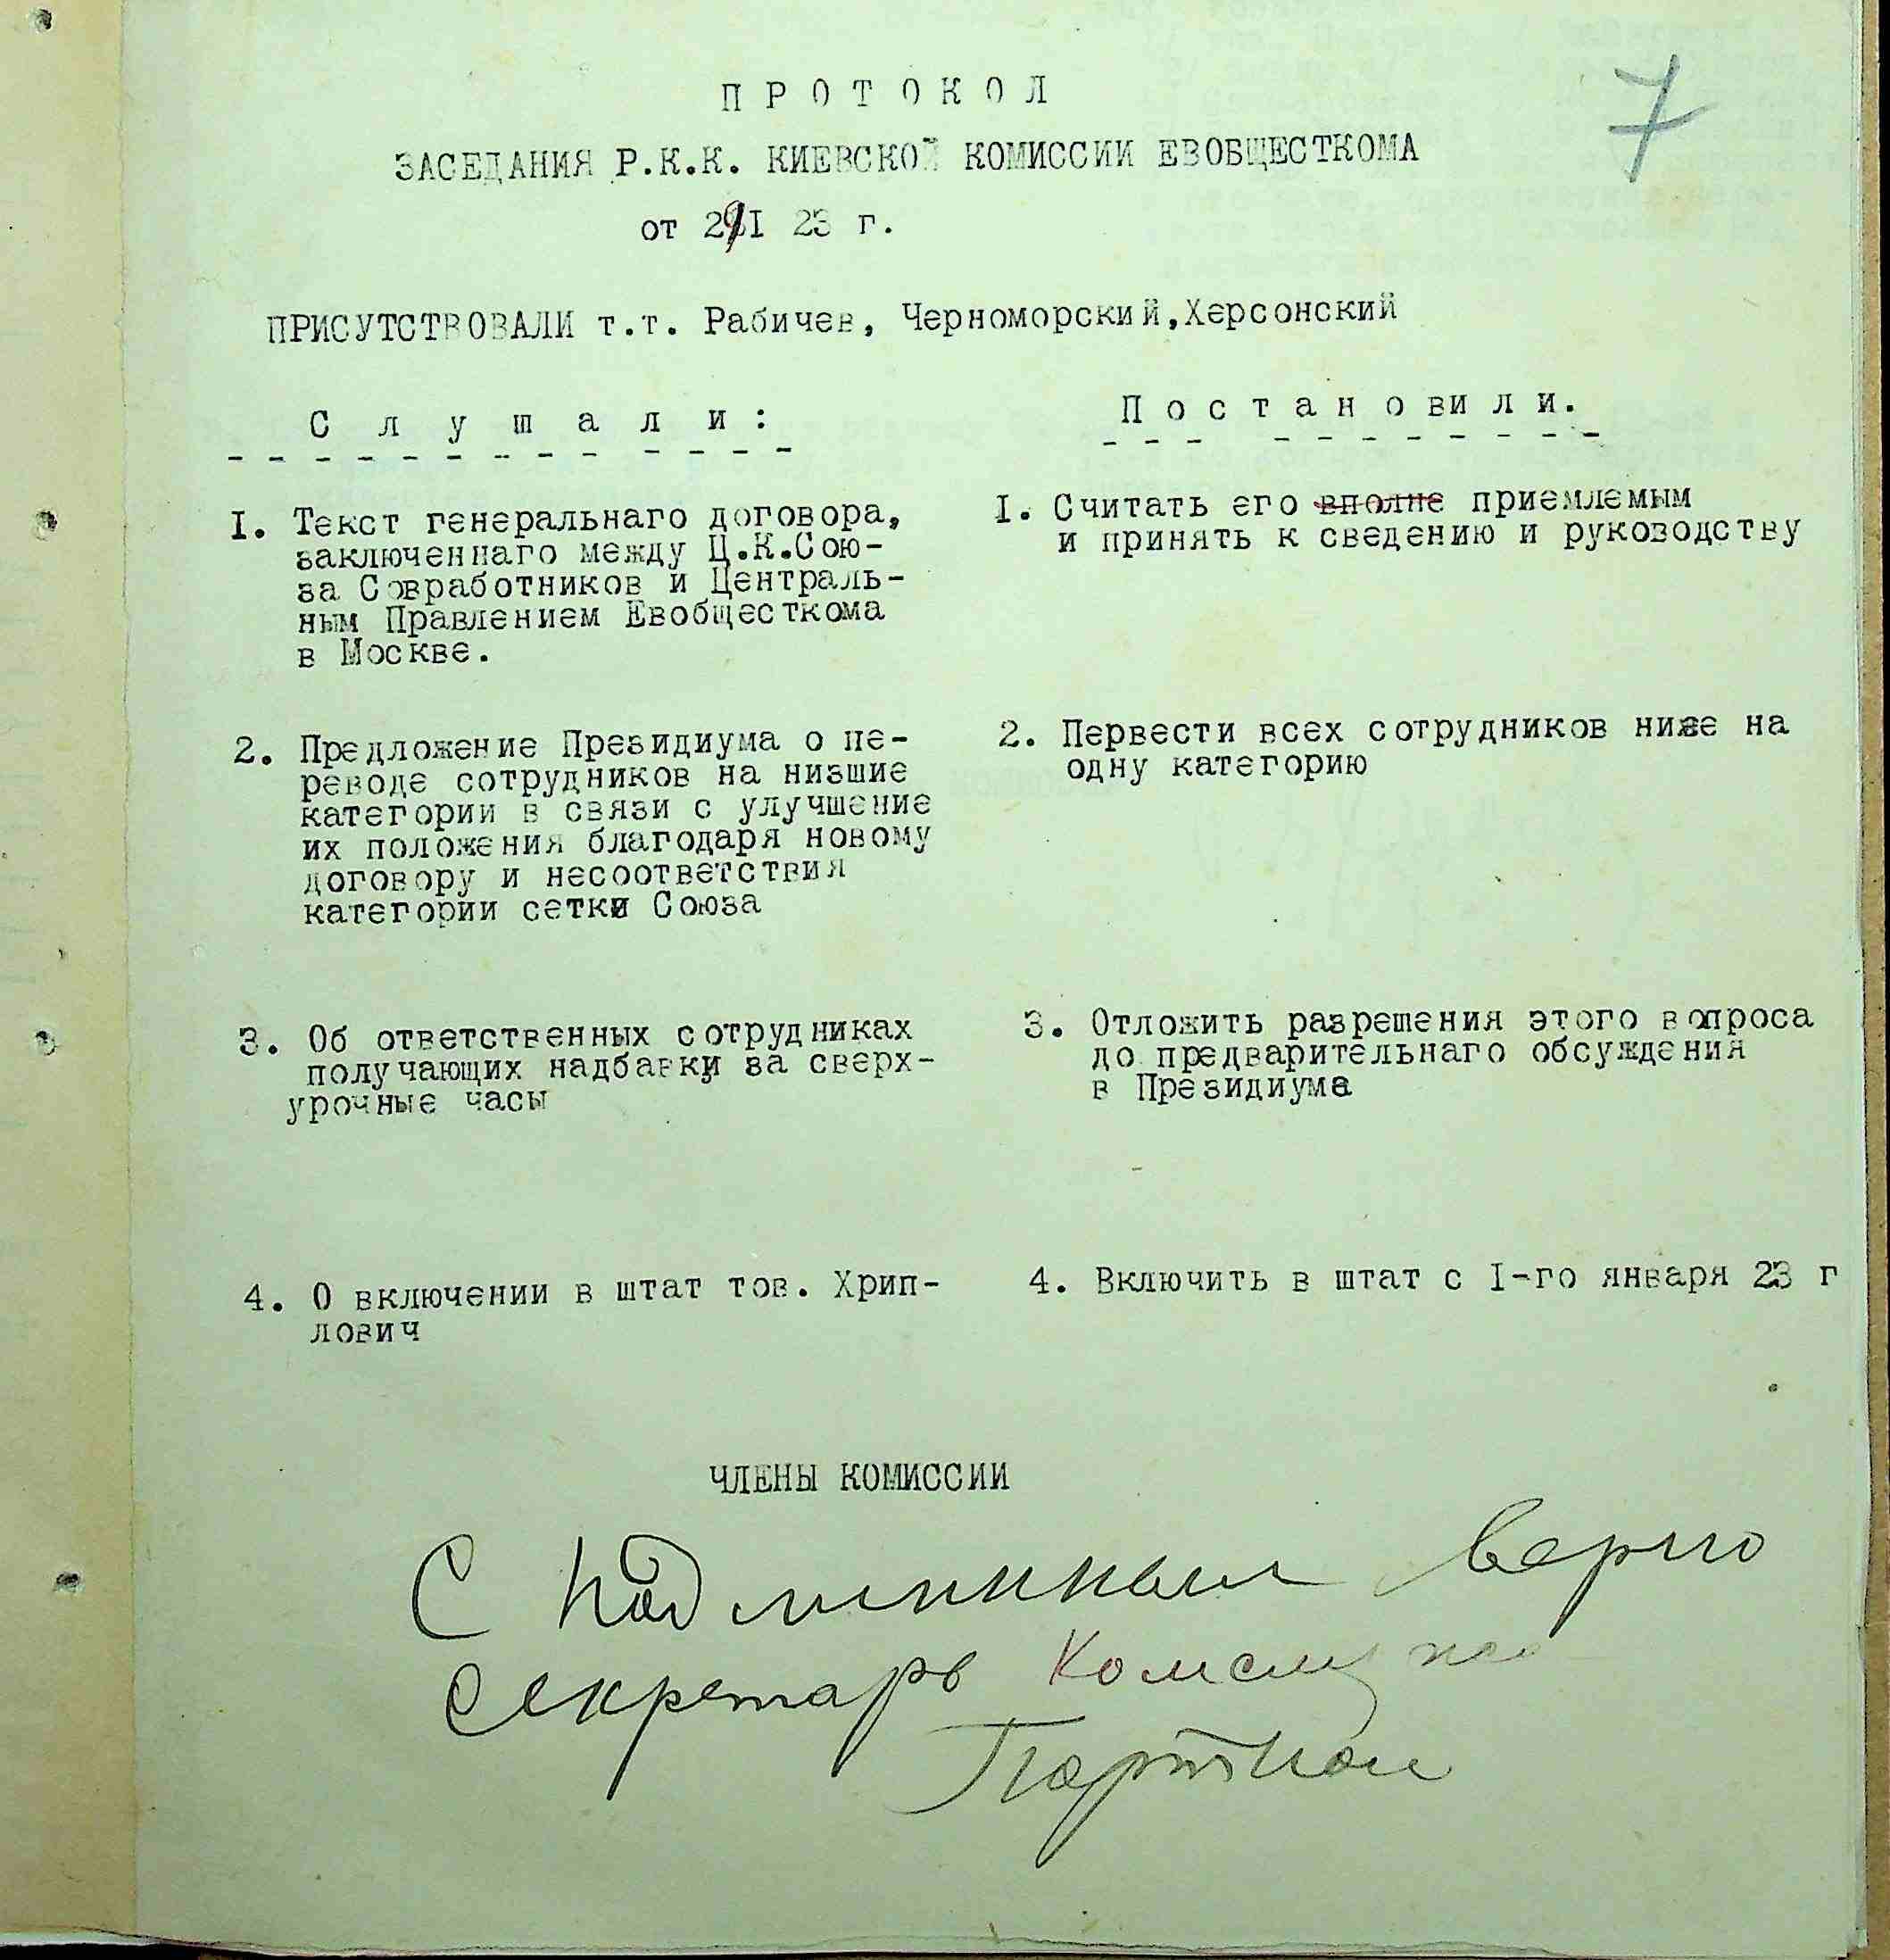 7
П Р О Т О К О Л
ЗАСЕДАНИЯ Р.К.К. КИЕВСКОЙ КОМИССИИ ЕВОБЩЕСТКОМА
от 2/I 23 г.
ПРИСУТСТВОВАЛИ т.т. Рабичев, Черноморский,Херсонский
С л у ш а л и :
I. Текст генеральнаго договора,
заключеннаго между Ц.К.Сою-
за Совработников и Централь-
ным Правлением Евобщесткома
в Москве.
2. Предложение Президиума о пе-
реводе сотрудников на низшие
категории в связи с улучшение
их положения благодаря новому
договору и несоответствия
категории сетки Союза
3. Об ответственных сотрудниках
получающих надбавки за сверх-
урочные часы
4. О включении в штат тов. Хрип-
лович
П о с т а н о в и л и.
I. Считать его вполне приемлемым
и принять к сведению и руководству
2. Первести всех сотрудников ниже на
одну категорию
3. Отложить разрешения этого вопроса
до предварительнаго обсуждения
в Президиума
4. Включить в штат с I-го января 23 г
ЧЛЕНЫ КОМИССИИ
С подлинным верно
Секретарь